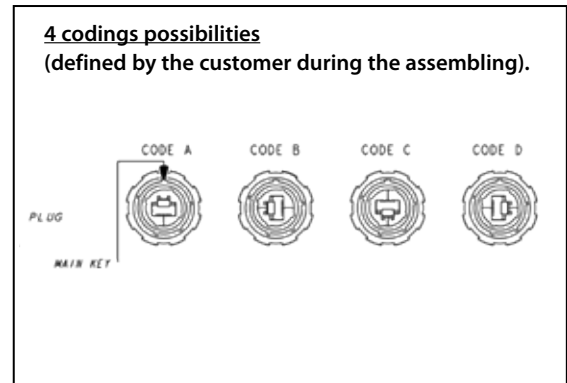 4 codings possibilities
(defined by the customer during the assembling).
CODE A CODE B CODE C CODE D
PLUG
MAIN KEY